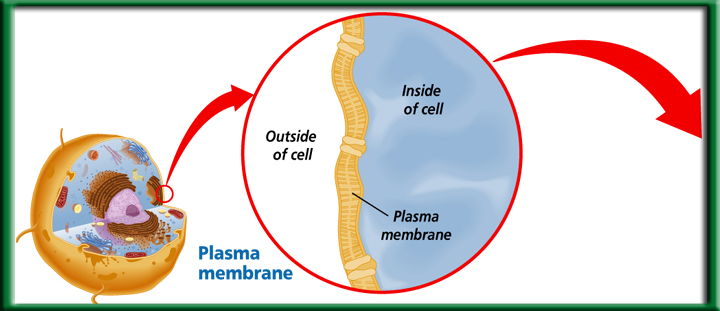 Inside
of cell
Outside
of cell
Plasma
membrane
Plasma
membrane